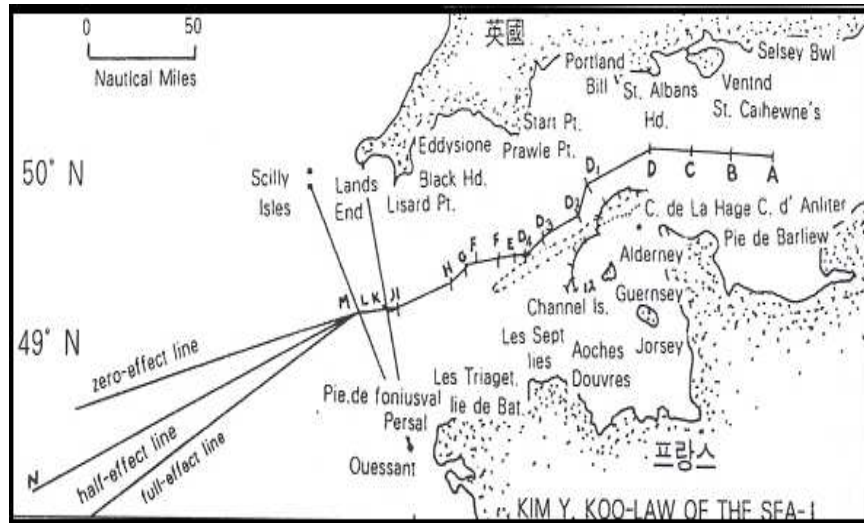 0 50
Nautical Miles
英國
Selsey Bwl
Portland
Bill
Ventnd
St. Albans
Hd.
St. Caihewne's
Start Pt.
Prawle Pt.
Eddysione
Black Hd.
Lisard Pt.
Lands
End
Scilly
Isles
50° N
D₁ D C B A
D₂
D₃
D₄
E
F
F
G
H
J I
K
L
M
C. de La Hage C. d' Anliter
Pie de Barliew
Alderney
12
Channel Is.
Guernsey
Jorsey
Les Sept
lies
Aoches
Douvres
49° N
zero-effect line
half-effect line
full-effect line
N
Les Triaget.
lie de Bat.
Pie.de foniusval
Persal
Ouessant
프랑스
KIM Y. KOO-LAW OF THE SEA-I